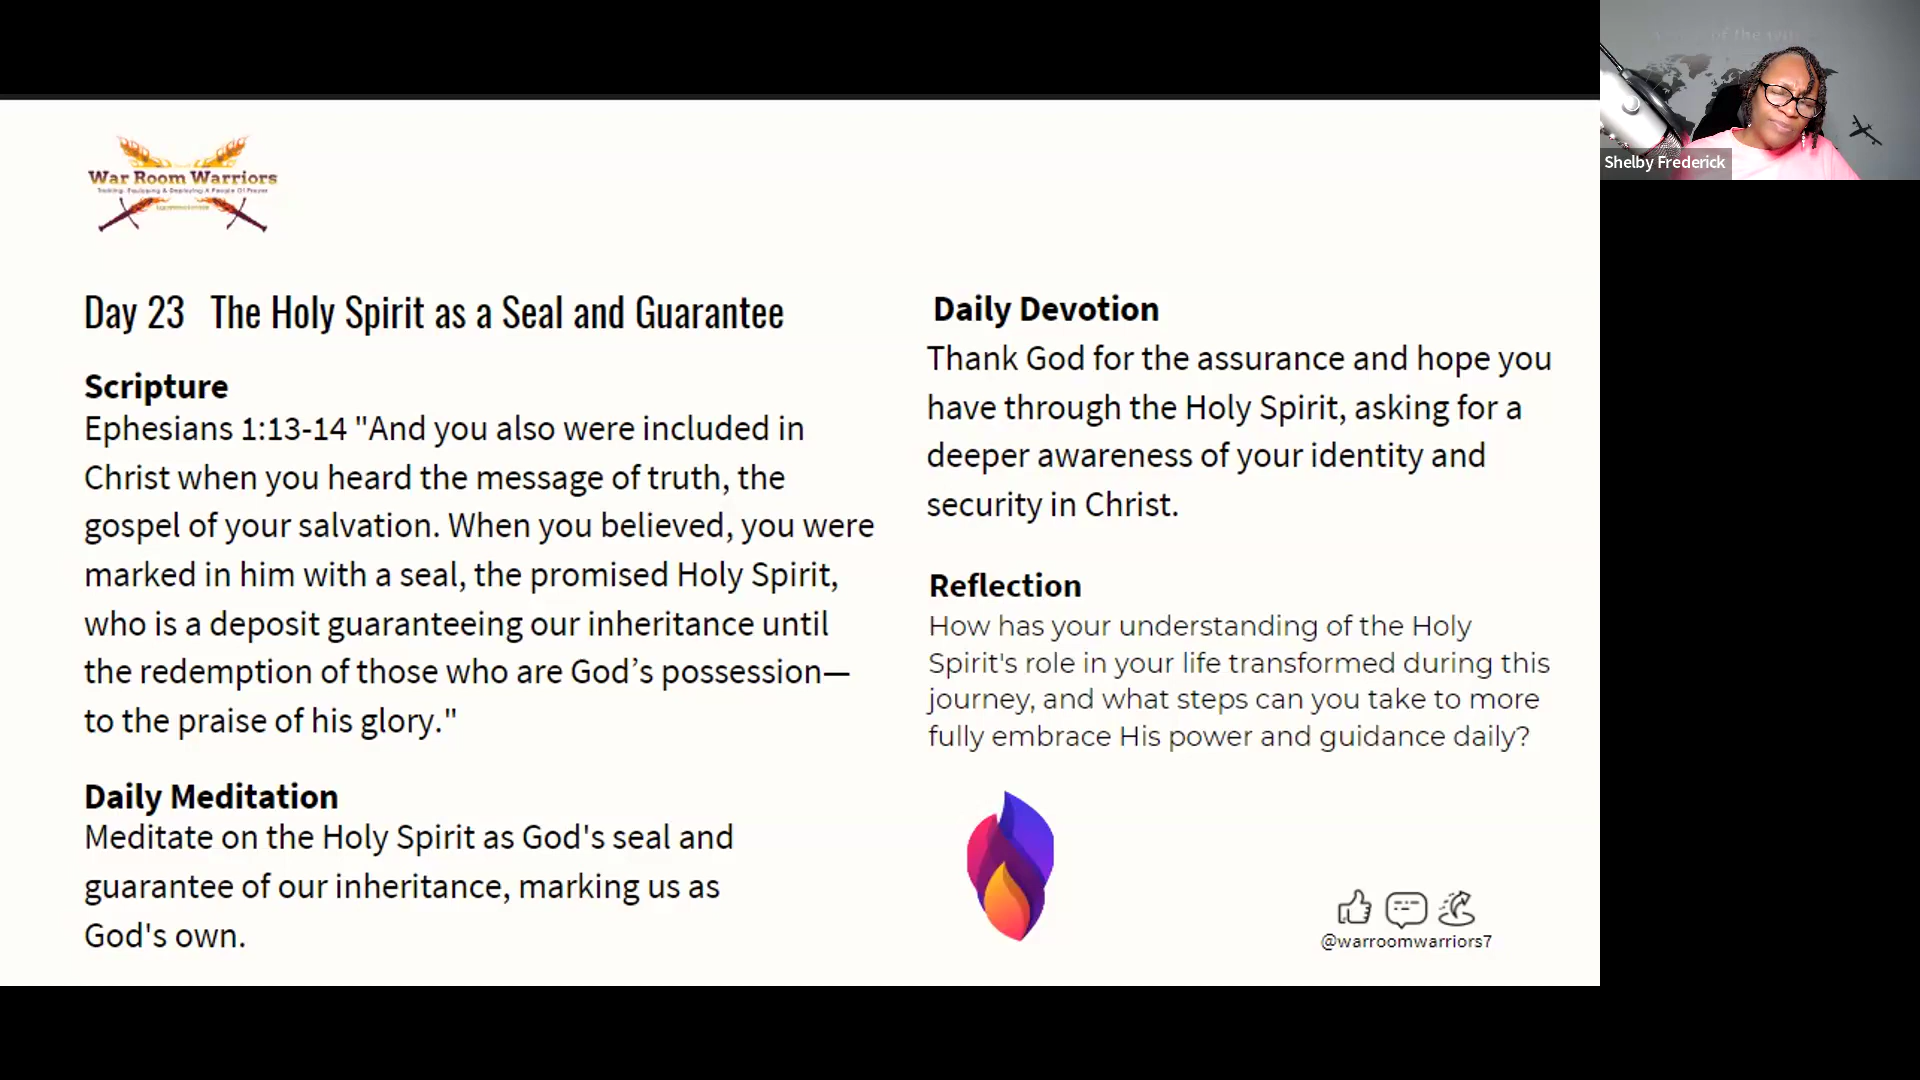 of the
Shelby Frederick
War Room Warriors
Training, Equipping & Deploying A People Of Prayer
Day 23 The Holy Spirit as a Seal and Guarantee
Scripture
Ephesians 1:13-14 "And you also were included in
Christ when you heard the message of truth, the
gospel of your salvation. When you believed, you were
marked in him with a seal, the promised Holy Spirit,
who is a deposit guaranteeing our inheritance until
the redemption of those who are God’s possession—
to the praise of his glory."
Daily Meditation
Meditate on the Holy Spirit as God's seal and
guarantee of our inheritance, marking us as
God's own.
Daily Devotion
Thank God for the assurance and hope you
have through the Holy Spirit, asking for a
deeper awareness of your identity and
security in Christ.
Reflection
How has your understanding of the Holy
Spirit's role in your life transformed during this
journey, and what steps can you take to more
fully embrace His power and guidance daily?
@warroomwarriors7